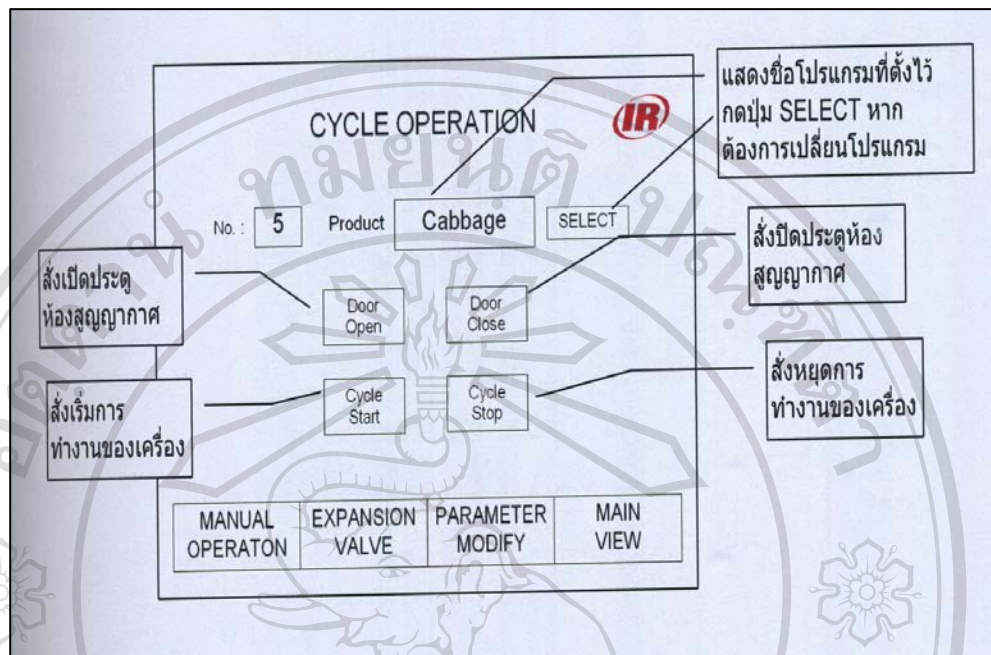 แสดงชื่อโปรแกรมที่ตั้งไว้
กดปุ่ม SELECT หาก
ต้องการเปลี่ยนโปรแกรม
CYCLE OPERATION
IR
No. : 5 Product Cabbage SELECT
สั่งปิดประตูห้อง
สูญญากาศ
สั่งเปิดประตู
ห้องสูญญากาศ
Door
Open
Door
Close
สั่งหยุดการ
ทำงานของเครื่อง
สั่งเริ่มการ
ทำงานของเครื่อง
Cycle
Start
Cycle
Stop
MANUAL
OPERATON
EXPANSION
VALVE
PARAMETER
MODIFY
MAIN
VIEW